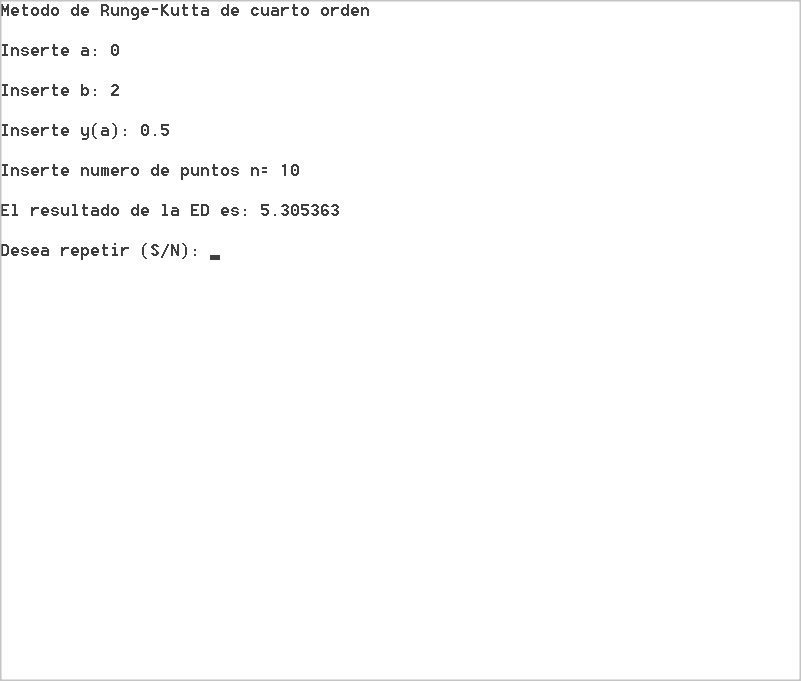 Metodo de Runge-Kutta de cuarto orden
Inserte a: 0
Inserte b: 2
Inserte y(a): 0.5
Inserte numero de puntos n= 10
El resultado de la ED es: 5.305363
Desea repetir (S/N): _